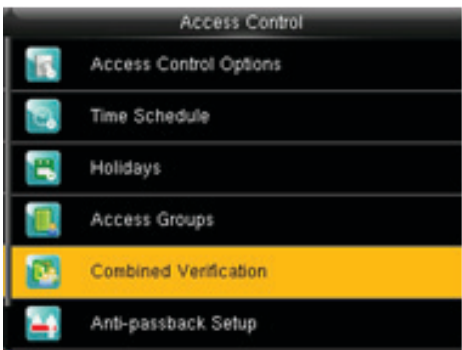 Access Control
Access Control Options
Time Schedule
Holidays
Access Groups
Combined Verification
Anti-passback Setup